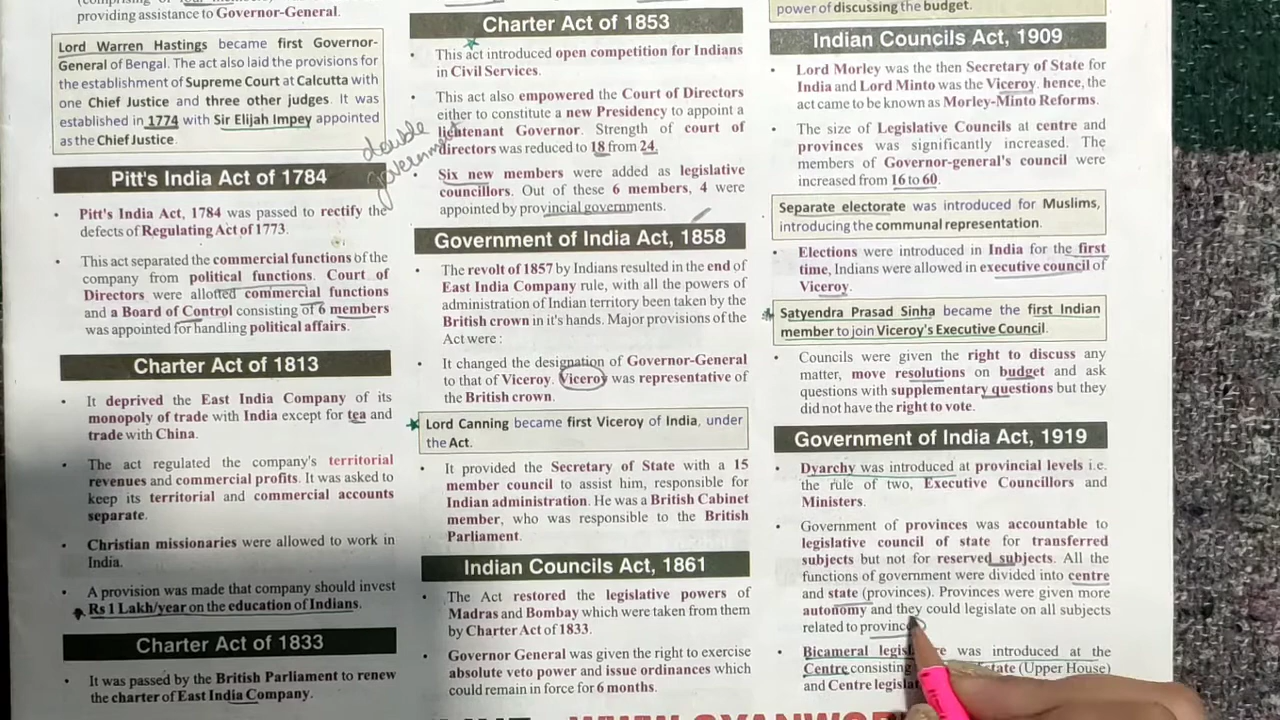 providing assistance to Governor-General.
Lord Warren Hastings became first Governor-
General of Bengal. The act also laid the provisions for
the establishment of Supreme Court at Calcutta with
one Chief Justice and three other judges. It was
established in 1774 with Sir Elijah Impey appointed
as the Chief Justice.
Pitt's India Act of 1784
• Pitt's India Act, 1784 was passed to rectify the
defects of Regulating Act of 1773.
• This act separated the commercial functions of the
company from political functions. Court of
Directors were allotted commercial functions
and a Board of Control consisting of 6 members
was appointed for handling political affairs.
Charter Act of 1813
• It deprived the East India Company of its
monopoly of trade with India except for tea and
trade with China.
• The act regulated the company's territorial
revenues and commercial profits. It was asked to
keep its territorial and commercial accounts
separate.
• Christian missionaries were allowed to work in
India.
• A provision was made that company should invest
Rs 1 Lakh/year on the education of Indians.
Charter Act of 1833
• It was passed by the British Parliament to renew
the charter of East India Company.
double
government
Charter Act of 1853
• This act introduced open competition for Indians
in Civil Services.
• This act also empowered the Court of Directors
either to constitute a new Presidency to appoint a
lientenant Governor. Strength of court of
directors was reduced to 18 from 24.
• Six new members were added as legislative
councillors. Out of these 6 members, 4 were
appointed by provincial governments.
Government of India Act, 1858
• The revolt of 1857 by Indians resulted in the end of
East India Company rule, with all the powers of
administration of Indian territory been taken by the
British crown in it's hands. Major provisions of the
Act were :
• It changed the designation of Governor-General
to that of Viceroy. Viceroy was representative of
the British crown.
Lord Canning became first Viceroy of India, under
the Act.
• It provided the Secretary of State with a 15
member council to assist him, responsible for
Indian administration. He was a British Cabinet
member, who was responsible to the British
Parliament.
Indian Councils Act, 1861
• The Act restored the legislative powers of
Madras and Bombay which were taken from them
by Charter Act of 1833.
• Governor General was given the right to exercise
absolute veto power and issue ordinances which
could remain in force for 6 months.
power of discussing the budget.
Indian Councils Act, 1909
• Lord Morley was the then Secretary of State for
India and Lord Minto was the Viceroy. hence, the
act came to be known as Morley-Minto Reforms.
• The size of Legislative Councils at centre and
provinces was significantly increased. The
members of Governor-general's council were
increased from 16 to 60.
Separate electorate was introduced for Muslims,
introducing the communal representation.
• Elections were introduced in India for the first
time, Indians were allowed in executive council of
Viceroy.
Satyendra Prasad Sinha became the first Indian
member to join Viceroy's Executive Council.
• Councils were given the right to discuss any
matter, move resolutions on budget and ask
questions with supplementary questions but they
did not have the right to vote.
Government of India Act, 1919
• Dyarchy was introduced at provincial levels i.e.
the rule of two, Executive Councillors and
Ministers.
• Government of provinces was accountable to
legislative council of state for transferred
subjects but not for reserved subjects. All the
functions of government were divided into centre
and state (provinces). Provinces were given more
autonomy and they could legislate on all subjects
related to
• Bicameral was introduced at the
Centre consisting (Upper House)
and Centre